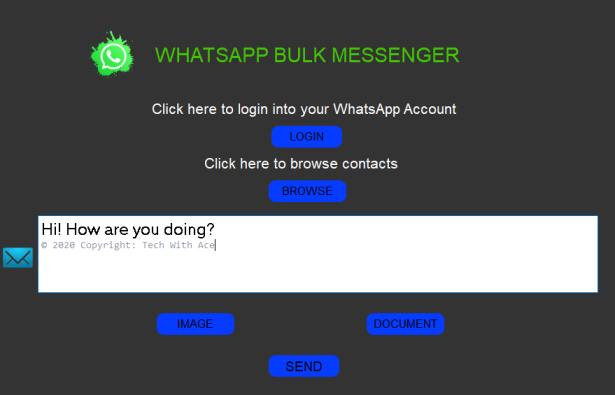 WHATSAPP BULK MESSENGER
Click here to login into your WhatsApp Account
LOGIN
Click here to browse contacts
BROWSE
Hi! How are you doing?
© 2020 Copyright: Tech With Ace
IMAGE
DOCUMENT
SEND